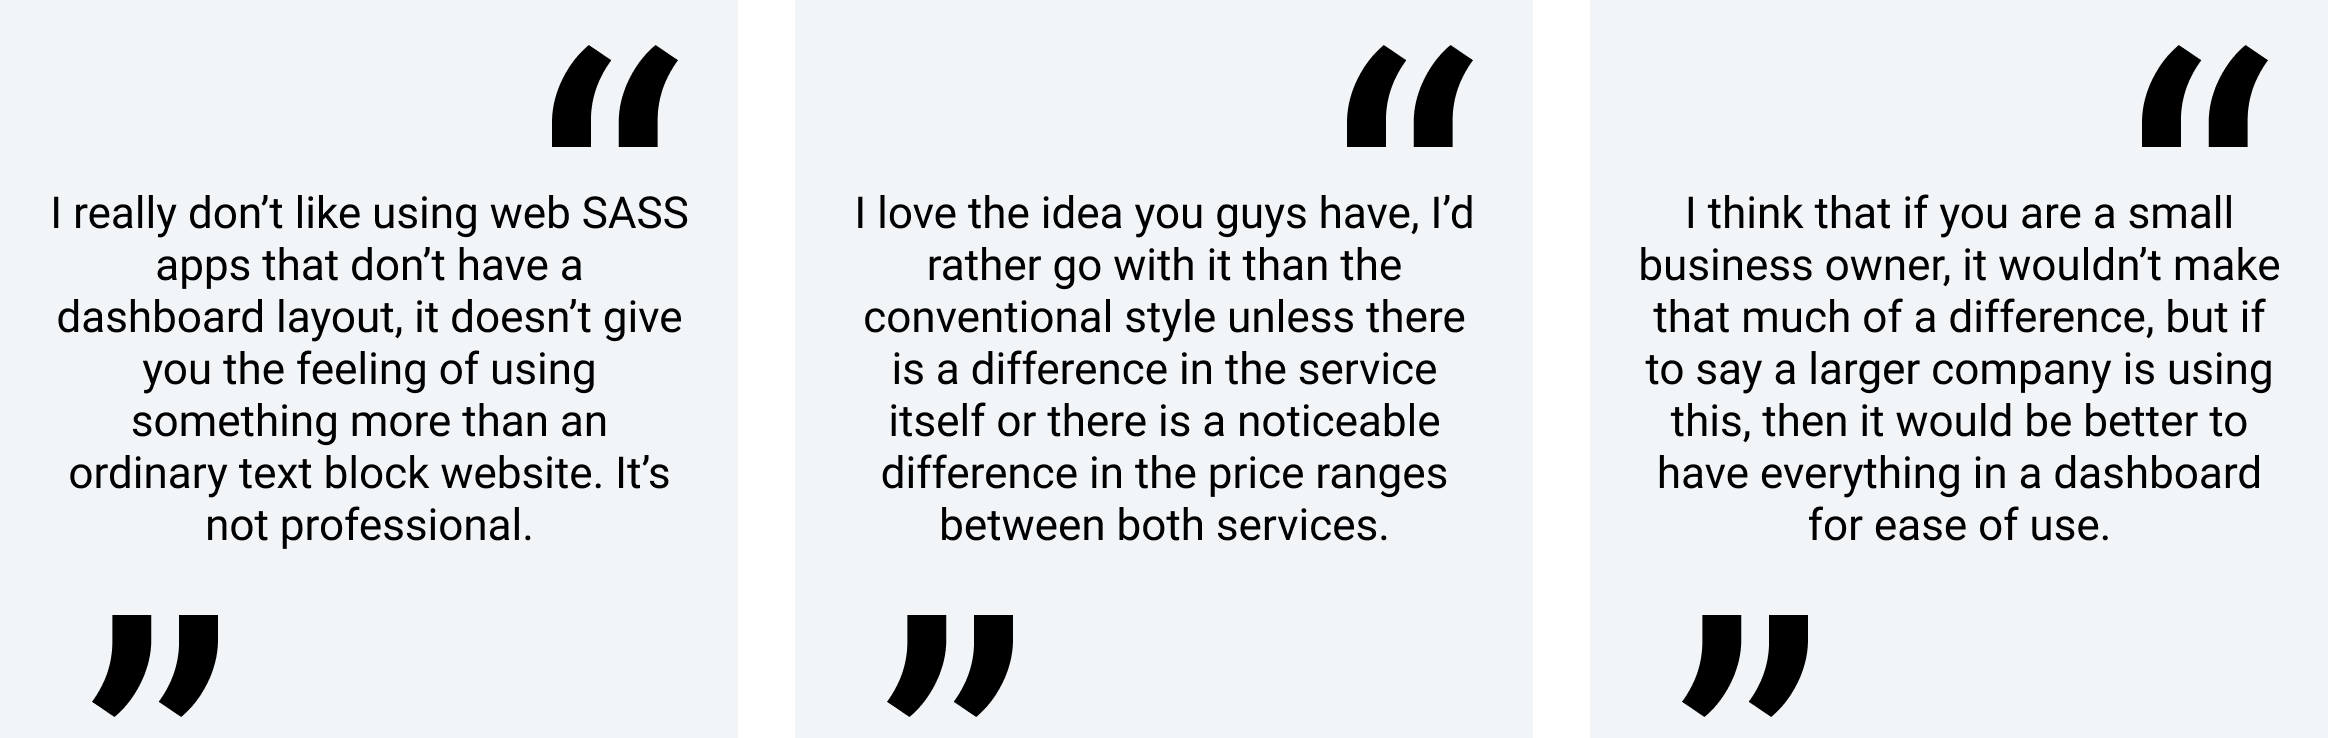 “
I really don’t like using web SASS
apps that don’t have a
dashboard layout, it doesn’t give
you the feeling of using
something more than an
ordinary text block website. It’s
not professional.
”
“
I love the idea you guys have, I’d
rather go with it than the
conventional style unless there
is a difference in the service
itself or there is a noticeable
difference in the price ranges
between both services.
”
“
I think that if you are a small
business owner, it wouldn’t make
that much of a difference, but if
to say a larger company is using
this, then it would be better to
have everything in a dashboard
for ease of use.
”